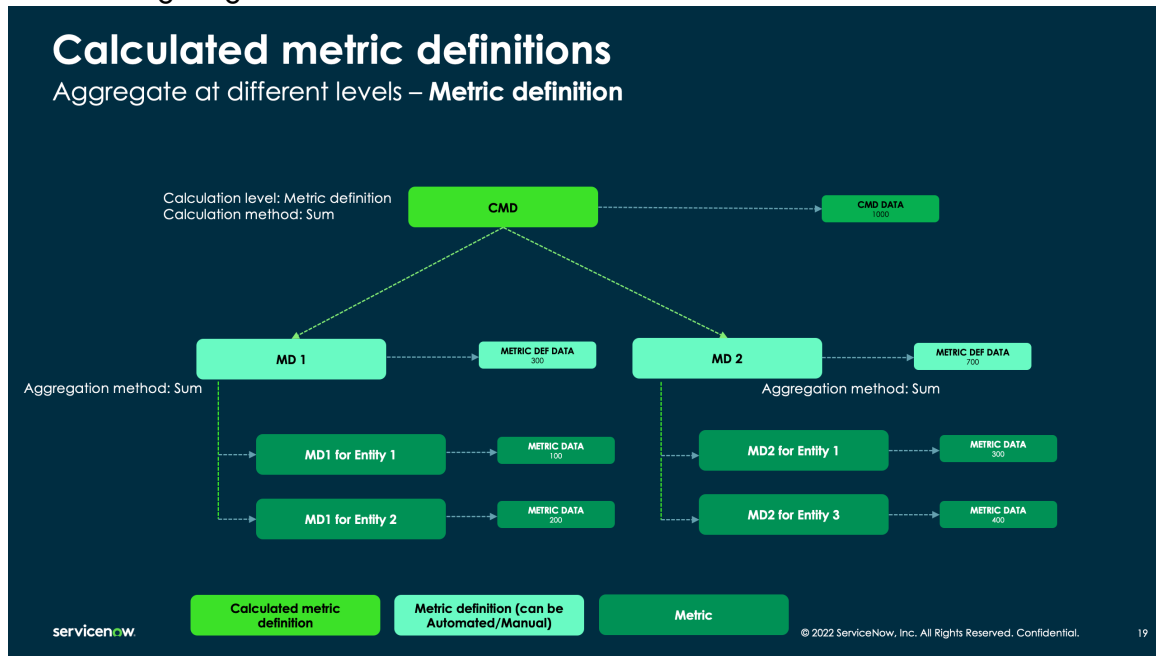 Calculated metric definitions
Aggregate at different levels – Metric definition
Calculation level: Metric definition
Calculation method: Sum
CMD
CMD DATA
1000
MD 1
METRIC DEF DATA
300
MD 2
METRIC DEF DATA
700
Aggregation method: Sum
Aggregation method: Sum
MD1 for Entity 1
METRIC DATA
100
MD2 for Entity 1
METRIC DATA
300
MD1 for Entity 2
METRIC DATA
200
MD2 for Entity 3
METRIC DATA
400
Calculated metric
definition
Metric definition (can be
Automated/Manual)
Metric
servicenow.
© 2022 ServiceNow, Inc. All Rights Reserved. Confidential.
19